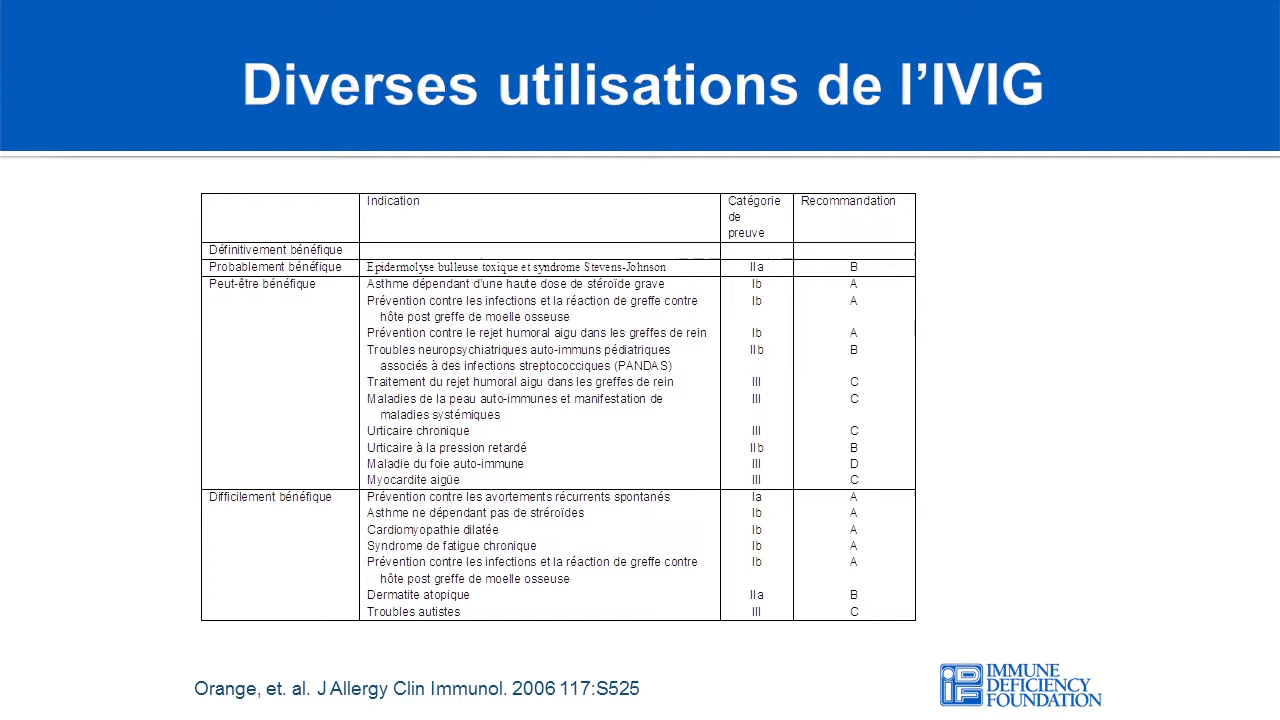 Diverses utilisations de l’IVIG
Indication Catégorie de preuve Recommandation
Définitivement bénéfique
Probablement bénéfique Epidermolyse bulleuse toxique et syndrome Stevens-Johnson IIa B
Peut-être bénéfique Asthme dépendant d'une haute dose de stéroïde grave Ib A
Prévention contre les infections et la réaction de greffe contre Ib A
hôte post greffe de moelle osseuse
Prévention contre le rejet humoral aigu dans les greffes de rein Ib A
Troubles neuropsychiatriques auto-immuns pédiatriques IIb B
associés à des infections streptococciques (PANDAS)
Traitement du rejet humoral aigu dans les greffes de rein III C
Maladies de la peau auto-immunes et manifestation de III C
maladies systémiques
Urticaire chronique III C
Urticaire à la pression retardé IIb B
Maladie du foie auto-immune III D
Myocardite aigüe III C
Difficilement bénéfique Prévention contre les avortements récurrents spontanés Ia A
Asthme ne dépendant pas de stréroïdes Ib A
Cardiomyopathie dilatée Ib A
Syndrome de fatigue chronique Ib A
Prévention contre les infections et la réaction de greffe contre Ib A
hôte post greffe de moelle osseuse
Dermatite atopique IIa B
Troubles autistes III C
Orange, et. al. J Allergy Clin Immunol. 2006 117:S525
IMMUNE
DEFICIENCY
FOUNDATION